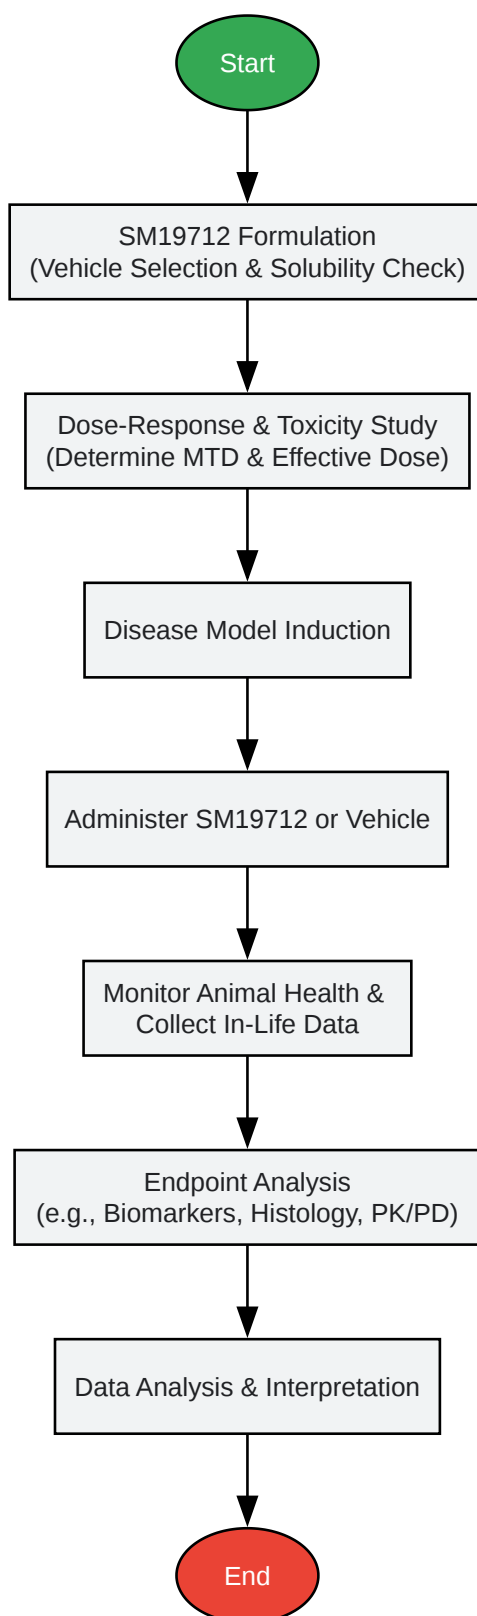 Start
SM19712 Formulation
(Vehicle Selection & Solubility Check)
Dose-Response & Toxicity Study
(Determine MTD & Effective Dose)
Disease Model Induction
Administer SM19712 or Vehicle
Monitor Animal Health &
Collect In-Life Data
Endpoint Analysis
(e.g., Biomarkers, Histology, PK/PD)
Data Analysis & Interpretation
End